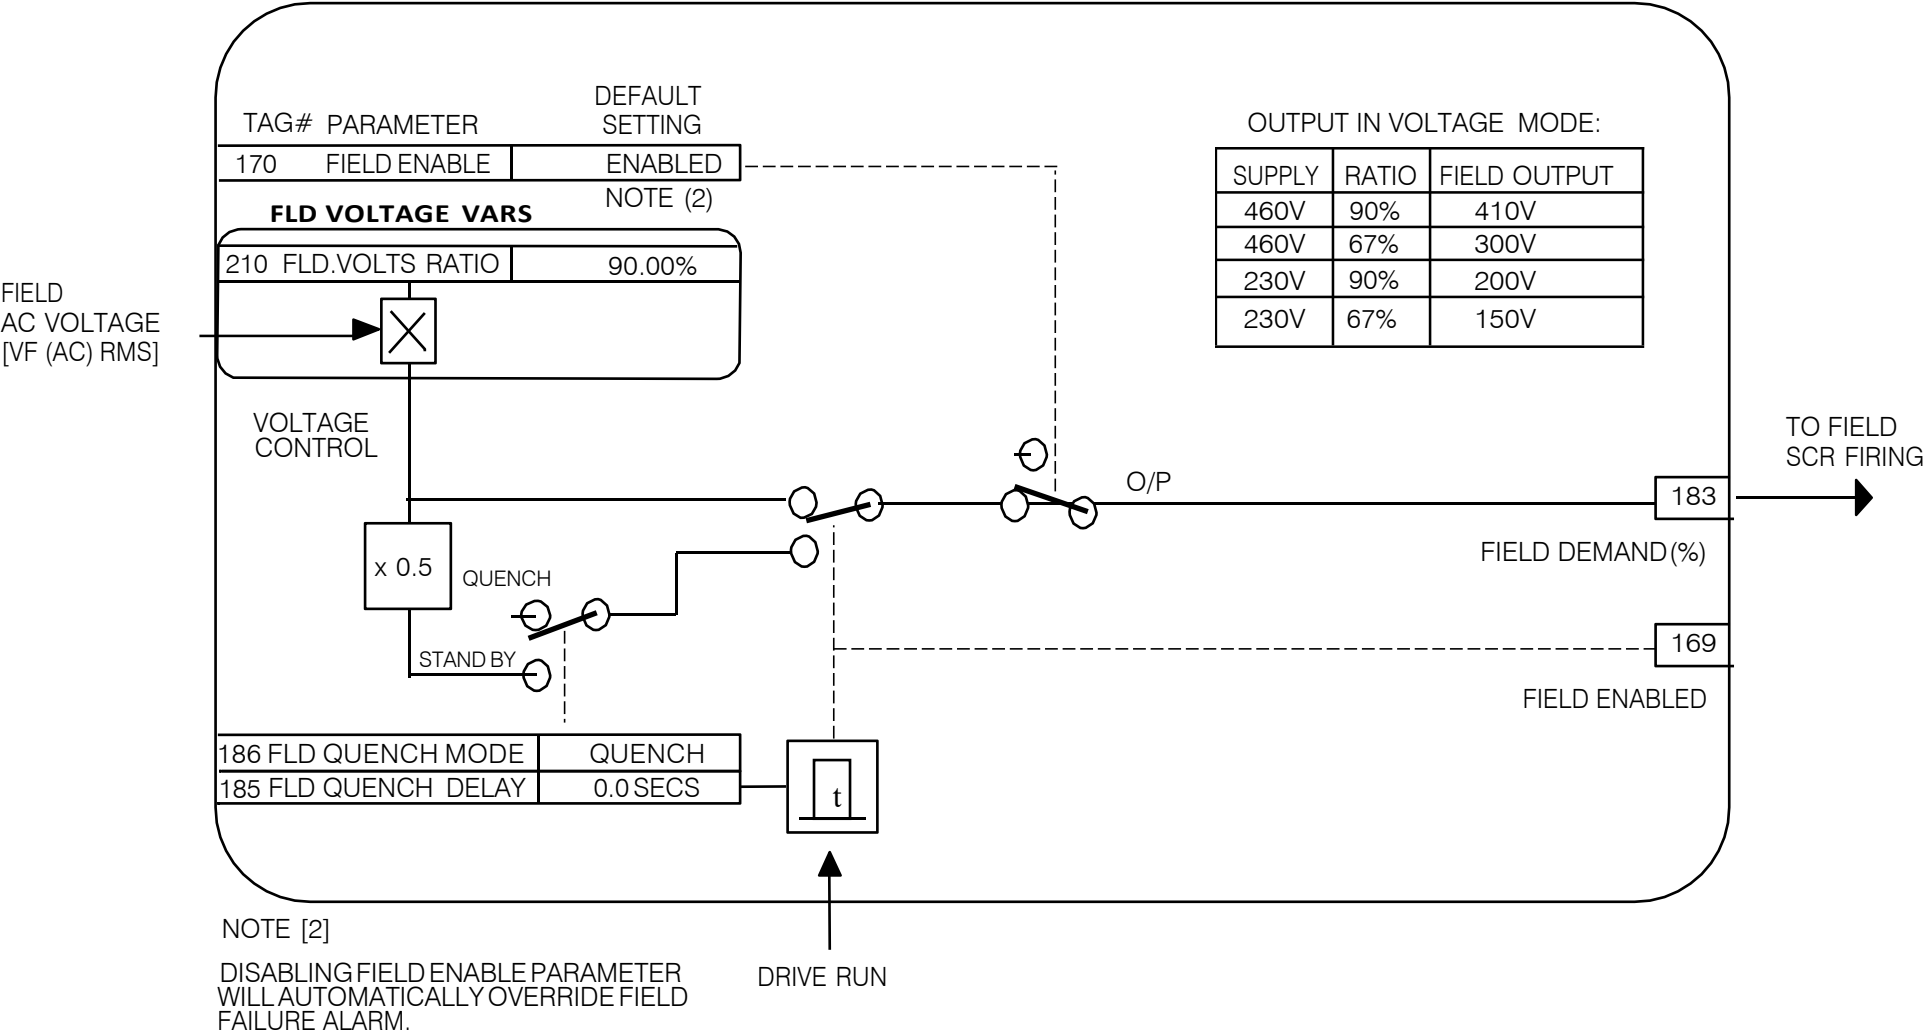 DEFAULT
TAG# PARAMETER SETTING
170 FIELD ENABLE ENABLED
NOTE (2)
FLD VOLTAGE VARS
210 FLD.VOLTS RATIO 90.00%
FIELD
AC VOLTAGE
[VF (AC) RMS]
OUTPUT IN VOLTAGE MODE:
SUPPLY RATIO FIELD OUTPUT
460V 90% 410V
460V 67% 300V
230V 90% 200V
230V 67% 150V
VOLTAGE
CONTROL
O/P
TO FIELD
SCR FIRING
183
FIELD DEMAND (%)
x 0.5
QUENCH
STAND BY
169
FIELD ENABLED
186 FLD QUENCH MODE QUENCH
185 FLD QUENCH DELAY 0.0 SECS
t
DRIVE RUN
NOTE [2]
DISABLING FIELD ENABLE PARAMETER
WILL AUTOMATICALLY OVERRIDE FIELD
FAILURE ALARM.